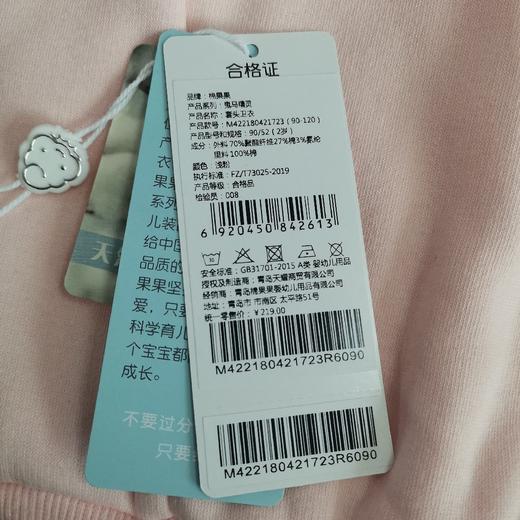 合格证
品牌：棉果果
产品系列：鬼马精灵
产品名称：套头卫衣
产品款号：M422180421723（90-120）
产品型号和规格：90/52（2岁）
成分：外料 70%聚酯纤维27%棉3%氨纶
里料100%棉
颜色：浅粉
执行标准：FZ/T73025-2019
产品等级：合格品
检验员：008
6 920450 842613
安全标准：GB31701-2015 A类 婴幼儿用品
授权及制造商：青岛天耀商贸有限公司
经销商：青岛棉果果婴幼儿用品有限公司
地址：青岛市 市南区 太平路51号
统一零售价：¥219.00
M422180421723R6090
M422180421723R6090
衣
果果
系列
儿装
给中国
品质的
果果坚
爱，只要
科学育儿
个宝宝都
成长。
不要过分
只要
天